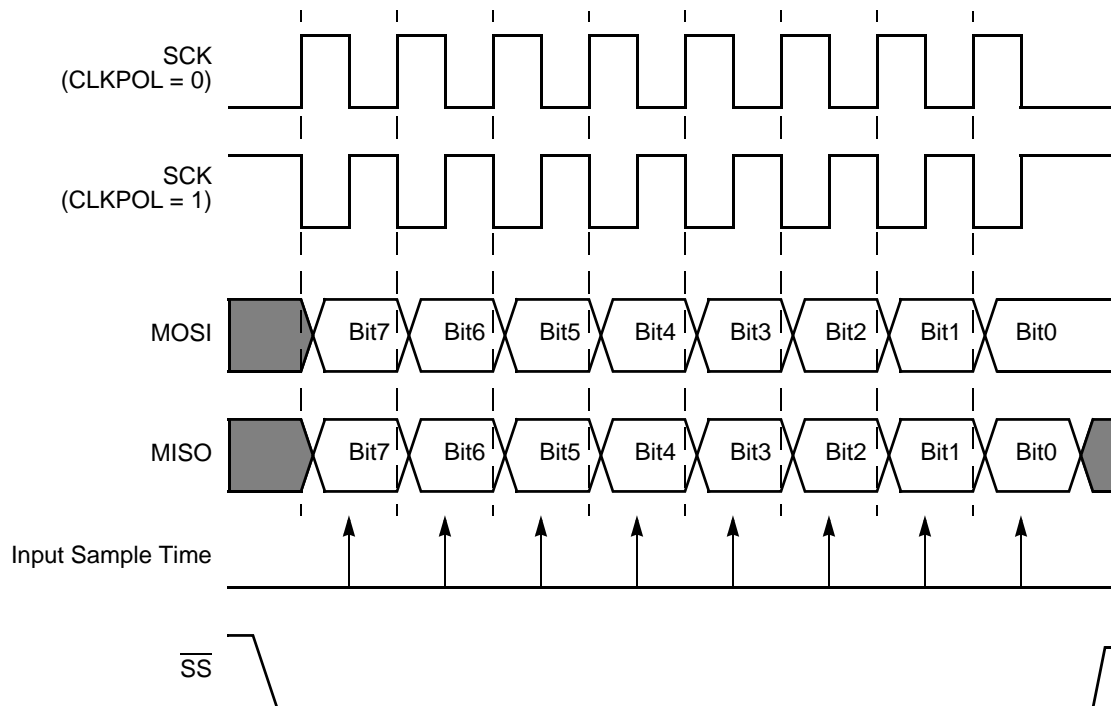 SCK
(CLKPOL = 0)
SCK
(CLKPOL = 1)
MOSI
Bit7 Bit6 Bit5 Bit4 Bit3 Bit2 Bit1 Bit0
MISO
Bit7 Bit6 Bit5 Bit4 Bit3 Bit2 Bit1 Bit0
Input Sample Time
SS